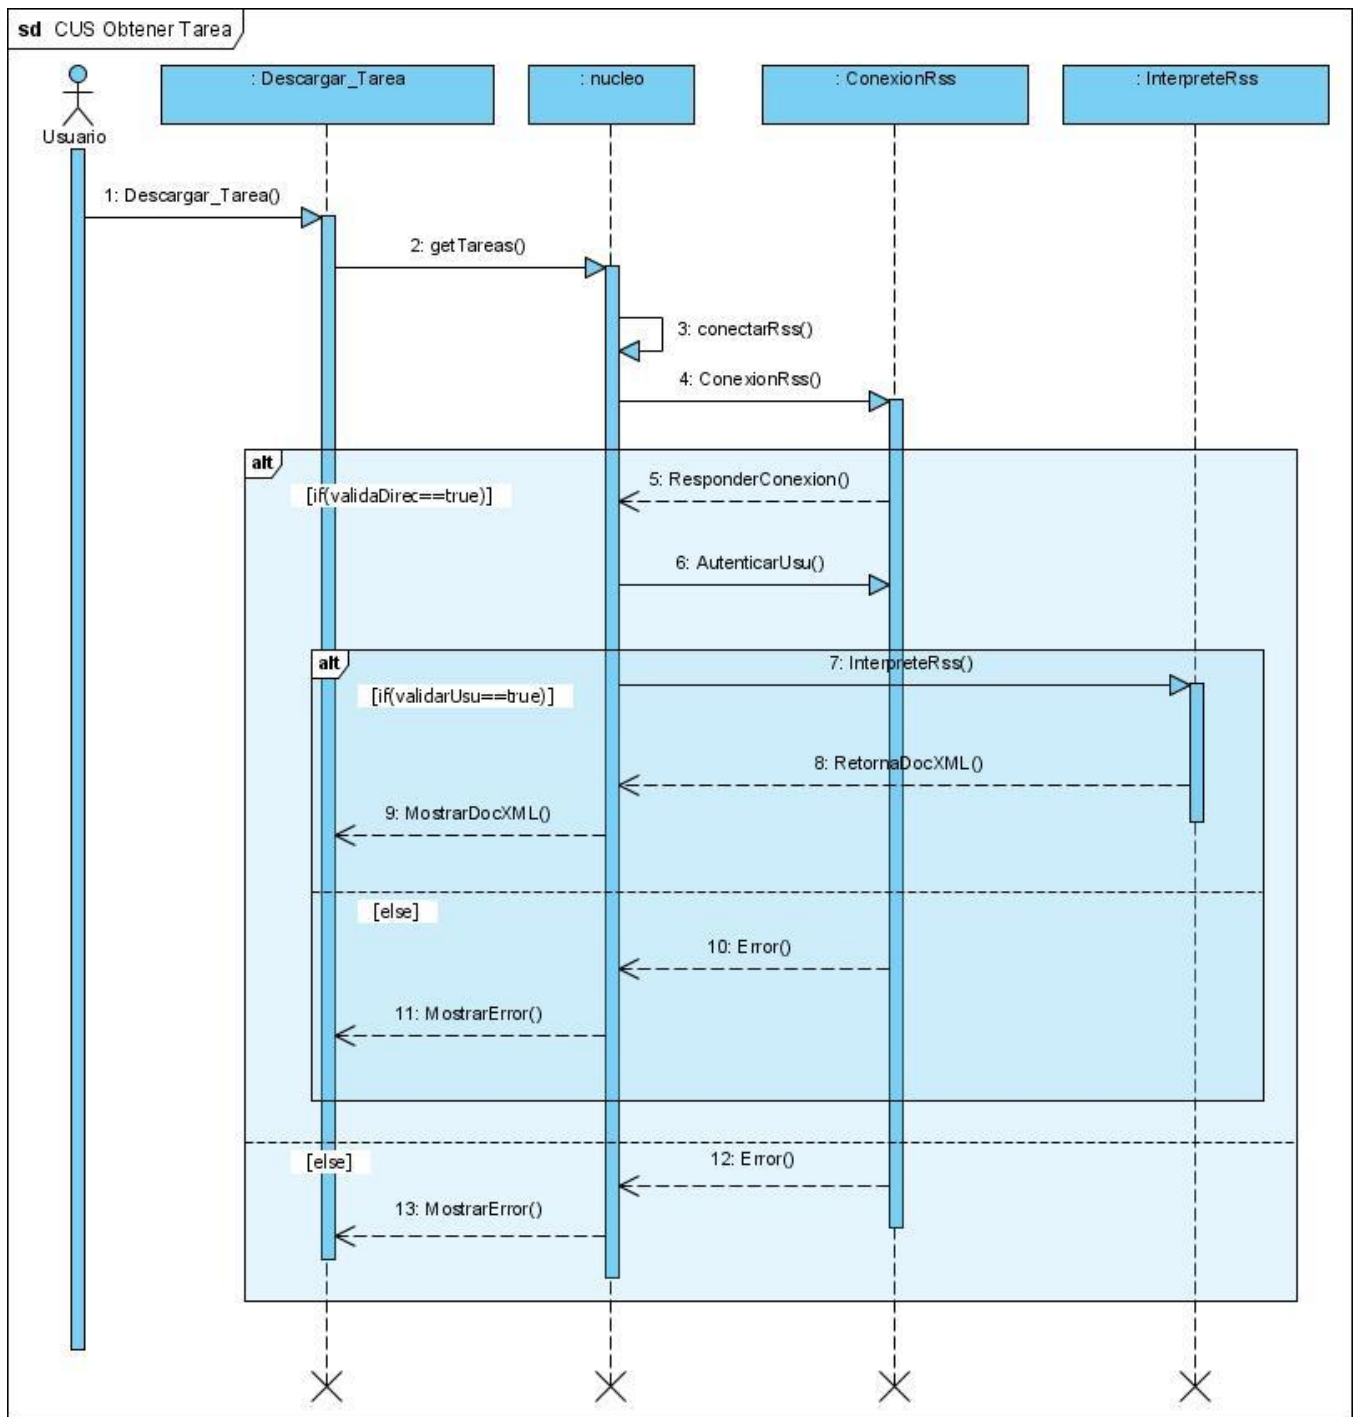 sd CUS Obtener Tarea
Usuario
: Descargar_Tarea
: nucleo
: ConexionRss
: InterpreteRss
1: Descargar_Tarea()
2: getTareas()
3: conectarRss()
4: ConexionRss()
alt
[if(validaDirec==true)]
5: ResponderConexion()
6: AutenticarUsu()
alt
[if(validarUsu==true)]
7: InterpreteRss()
8: RetornaDocXML()
9: MostrarDocXML()
[else]
10: Error()
11: MostrarError()
[else]
12: Error()
13: MostrarError()